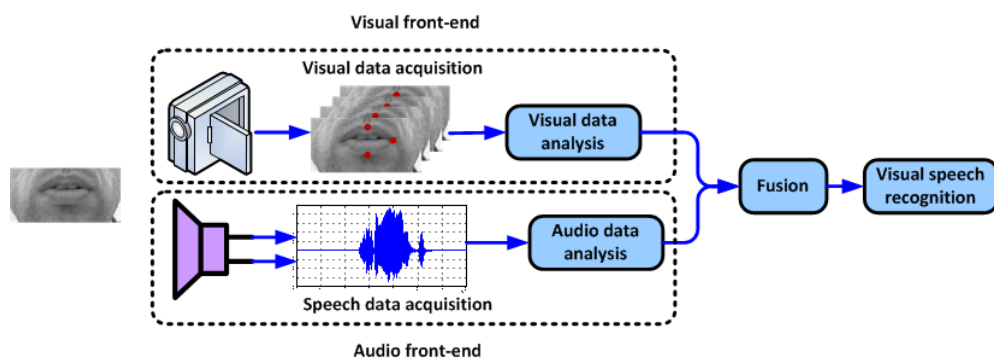 Visual front-end
Visual data acquisition
Visual data
analysis
Fusion
Visual speech
recognition
Audio data
analysis
Speech data acquisition
Audio front-end